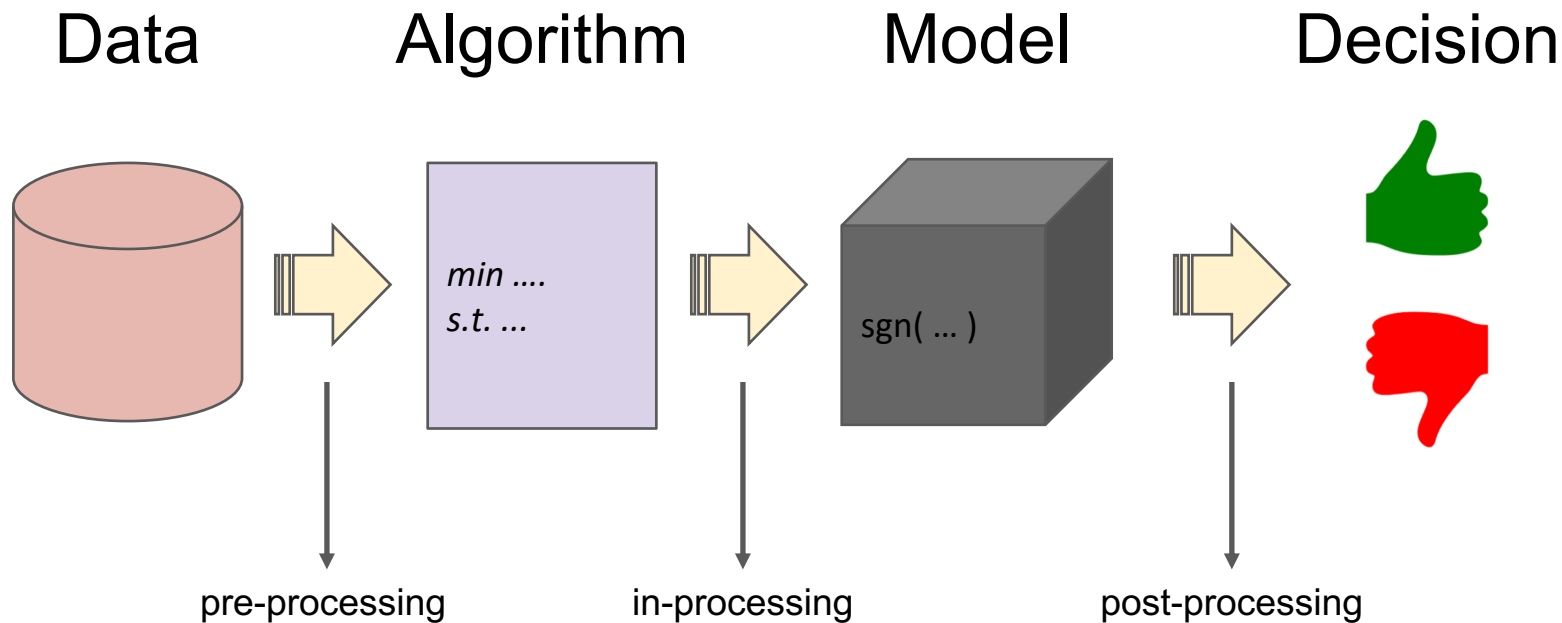 Data Algorithm Model Decision
min ....
s.t. ...
sgn( ... )
pre-processing in-processing post-processing